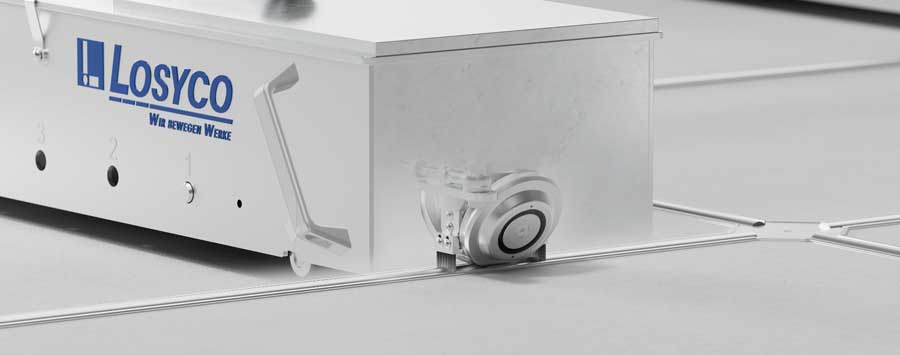 LOSYCO
WIR BEWEGEN WERKE
3 2 1